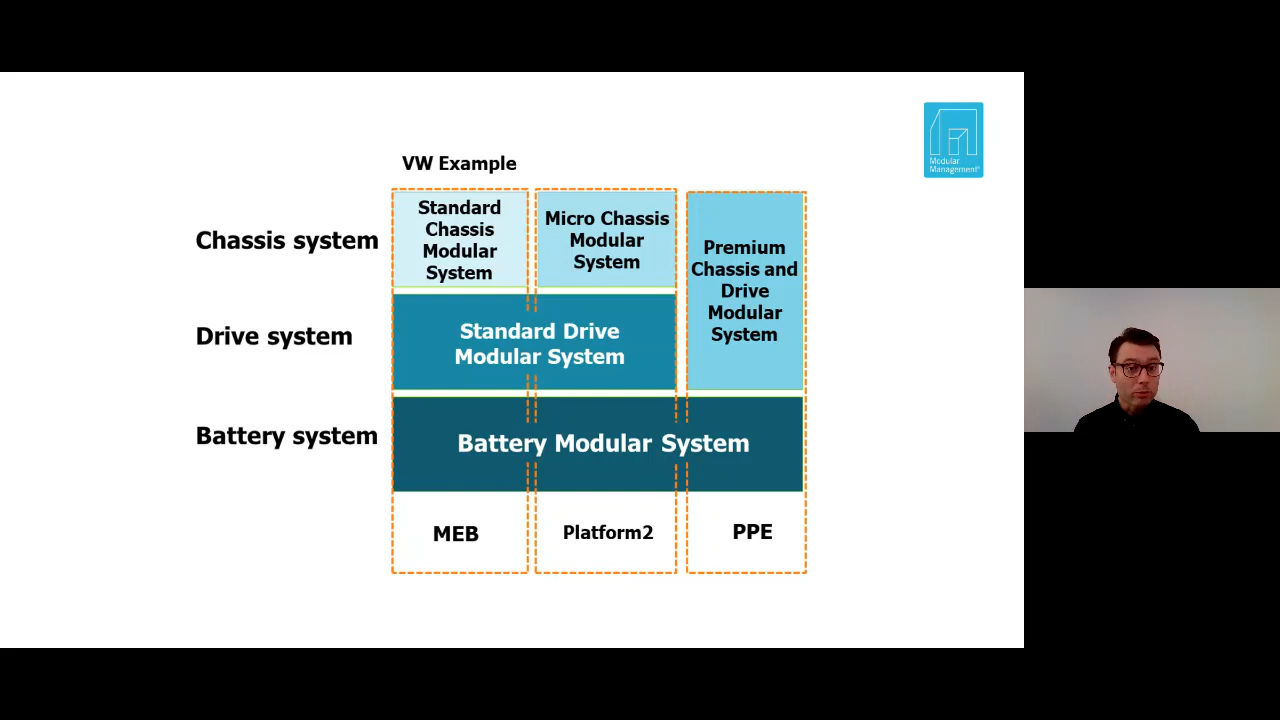 VW Example
Chassis system
Standard
Chassis
Modular
System
Micro Chassis
Modular
System
Premium
Chassis and
Drive
Modular
System
Drive system
Standard Drive
Modular System
Battery system
Battery Modular System
MEB
Platform2
PPE
Modular
Management®